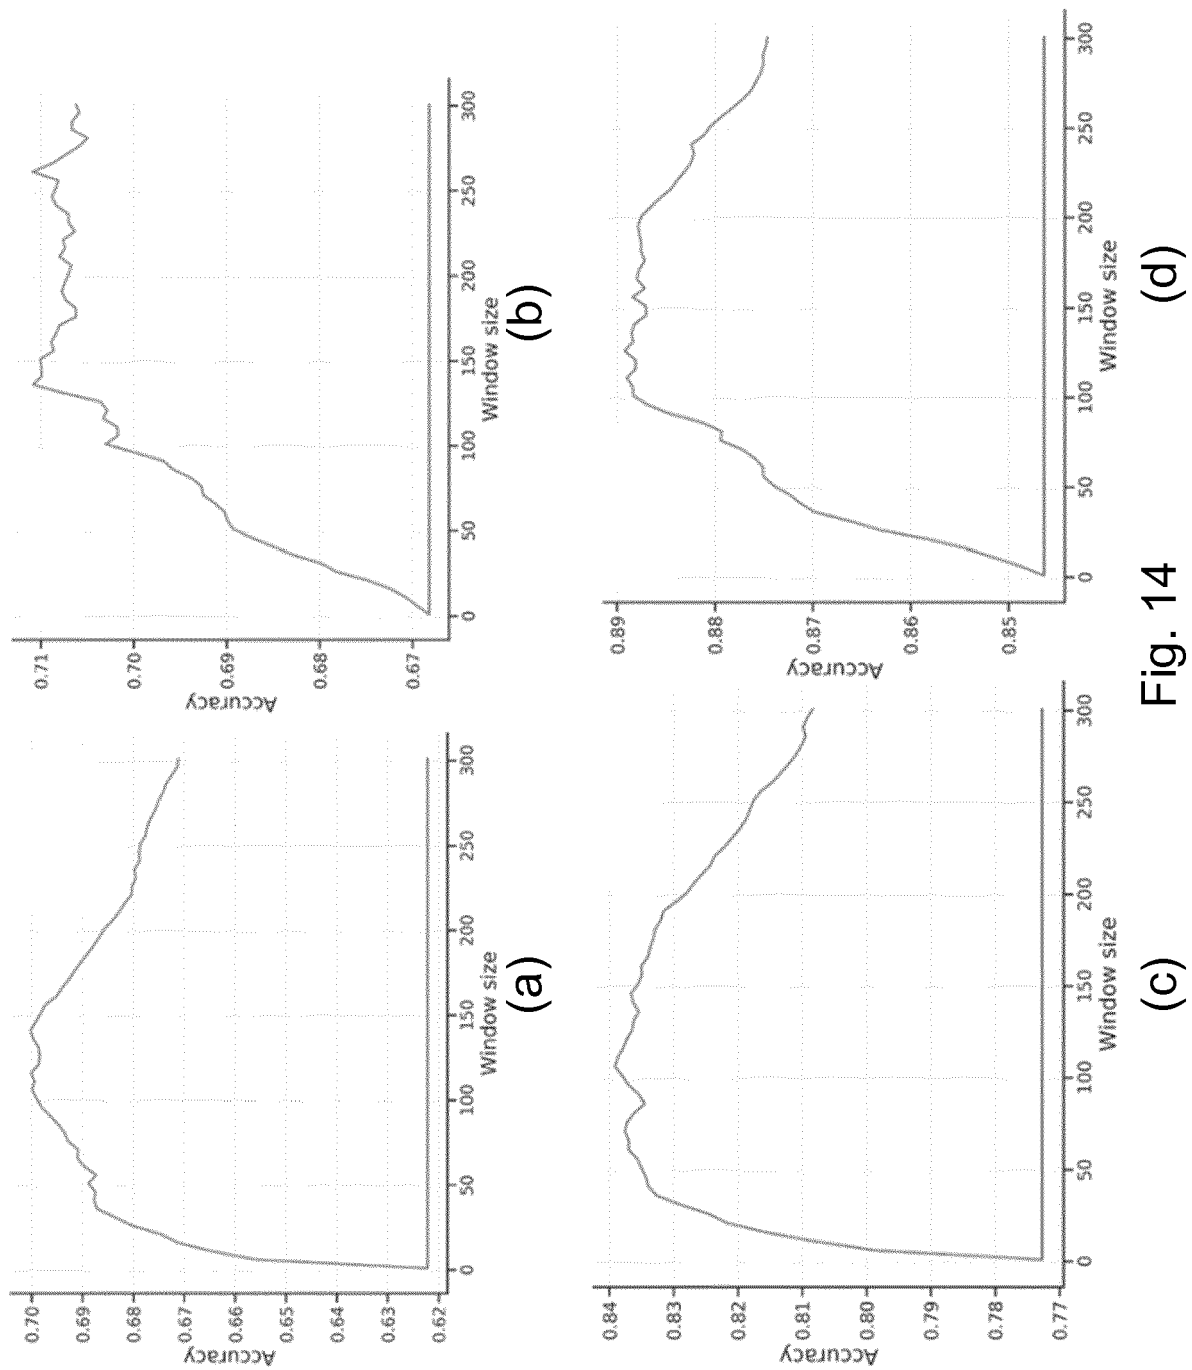 0.70
0.69
0.68
0.67
0.66
0.65
0.64
0.63
0.62
Accuracy
0 50 100 150 200 250 300
Window size
(a)
0.71
0.70
0.69
0.68
0.67
Accuracy
0 50 100 150 200 250 300
Window size
(b)
0.84
0.83
0.82
0.81
0.80
0.79
0.78
0.77
Accuracy
0 50 100 150 200 250 300
Window size
(c)
0.89
0.88
0.87
0.86
0.85
Accuracy
0 50 100 150 200 250 300
Window size
(d)
Fig. 14